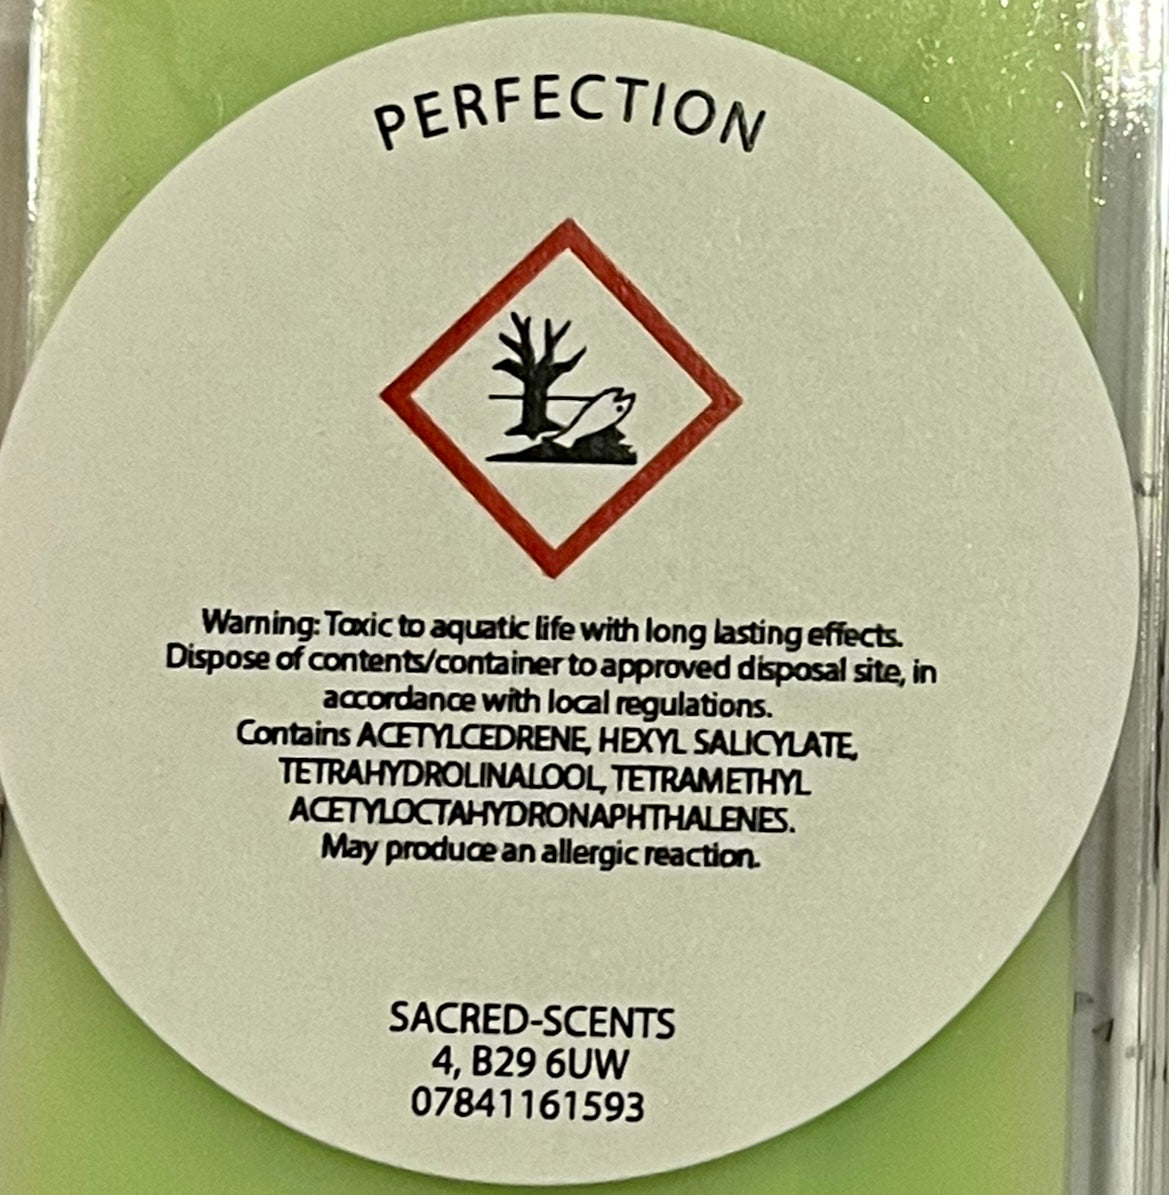 PERFECTION
Warning: Toxic to aquatic life with long lasting effects.
Dispose of contents/container to approved disposal site, in
accordance with local regulations.
Contains ACETYLCEDRENE, HEXYL SALICYLATE,
TETRAHYDROLINALOOL, TETRAMETHYL
ACETYLOCTAHYDRONAPHTHALENES.
May produce an allergic reaction.
SACRED-SCENTS
4, B29 6UW
07841161593